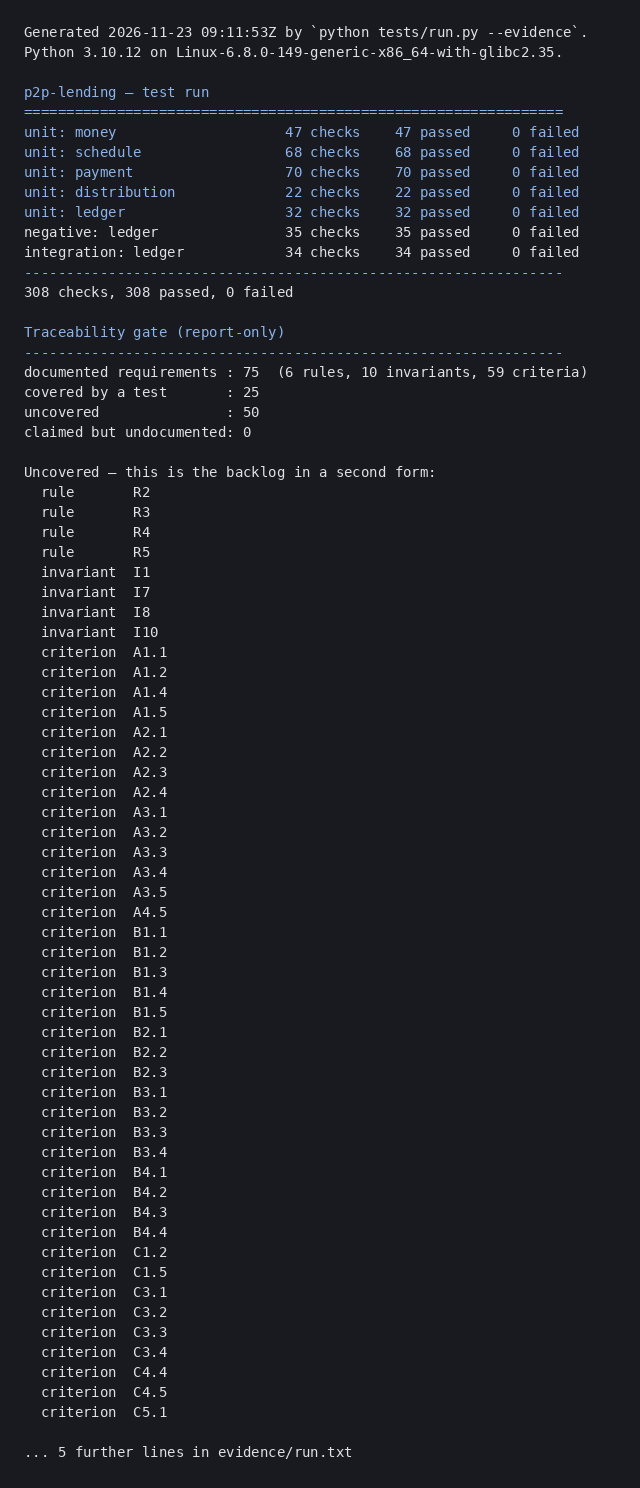 Generated 2026-11-23 09:11:53Z by `python tests/run.py --evidence`.
Python 3.10.12 on Linux-6.8.0-149-generic-x86_64-with-glibc2.35.

p2p-lending — test run
================================================================
unit: money                    47 checks    47 passed     0 failed
unit: schedule                 68 checks    68 passed     0 failed
unit: payment                  70 checks    70 passed     0 failed
unit: distribution             22 checks    22 passed     0 failed
unit: ledger                   32 checks    32 passed     0 failed
negative: ledger               35 checks    35 passed     0 failed
integration: ledger            34 checks    34 passed     0 failed
----------------------------------------------------------------
308 checks, 308 passed, 0 failed

Traceability gate (report-only)
----------------------------------------------------------------
documented requirements : 75  (6 rules, 10 invariants, 59 criteria)
covered by a test       : 25
uncovered               : 50
claimed but undocumented: 0

Uncovered — this is the backlog in a second form:
  rule       R2
  rule       R3
  rule       R4
  rule       R5
  invariant  I1
  invariant  I7
  invariant  I8
  invariant  I10
  criterion  A1.1
  criterion  A1.2
  criterion  A1.4
  criterion  A1.5
  criterion  A2.1
  criterion  A2.2
  criterion  A2.3
  criterion  A2.4
  criterion  A3.1
  criterion  A3.2
  criterion  A3.3
  criterion  A3.4
  criterion  A3.5
  criterion  A4.5
  criterion  B1.1
  criterion  B1.2
  criterion  B1.3
  criterion  B1.4
  criterion  B1.5
  criterion  B2.1
  criterion  B2.2
  criterion  B2.3
  criterion  B3.1
  criterion  B3.2
  criterion  B3.3
  criterion  B3.4
  criterion  B4.1
  criterion  B4.2
  criterion  B4.3
  criterion  B4.4
  criterion  C1.2
  criterion  C1.5
  criterion  C3.1
  criterion  C3.2
  criterion  C3.3
  criterion  C3.4
  criterion  C4.4
  criterion  C4.5
  criterion  C5.1

... 5 further lines in evidence/run.txt